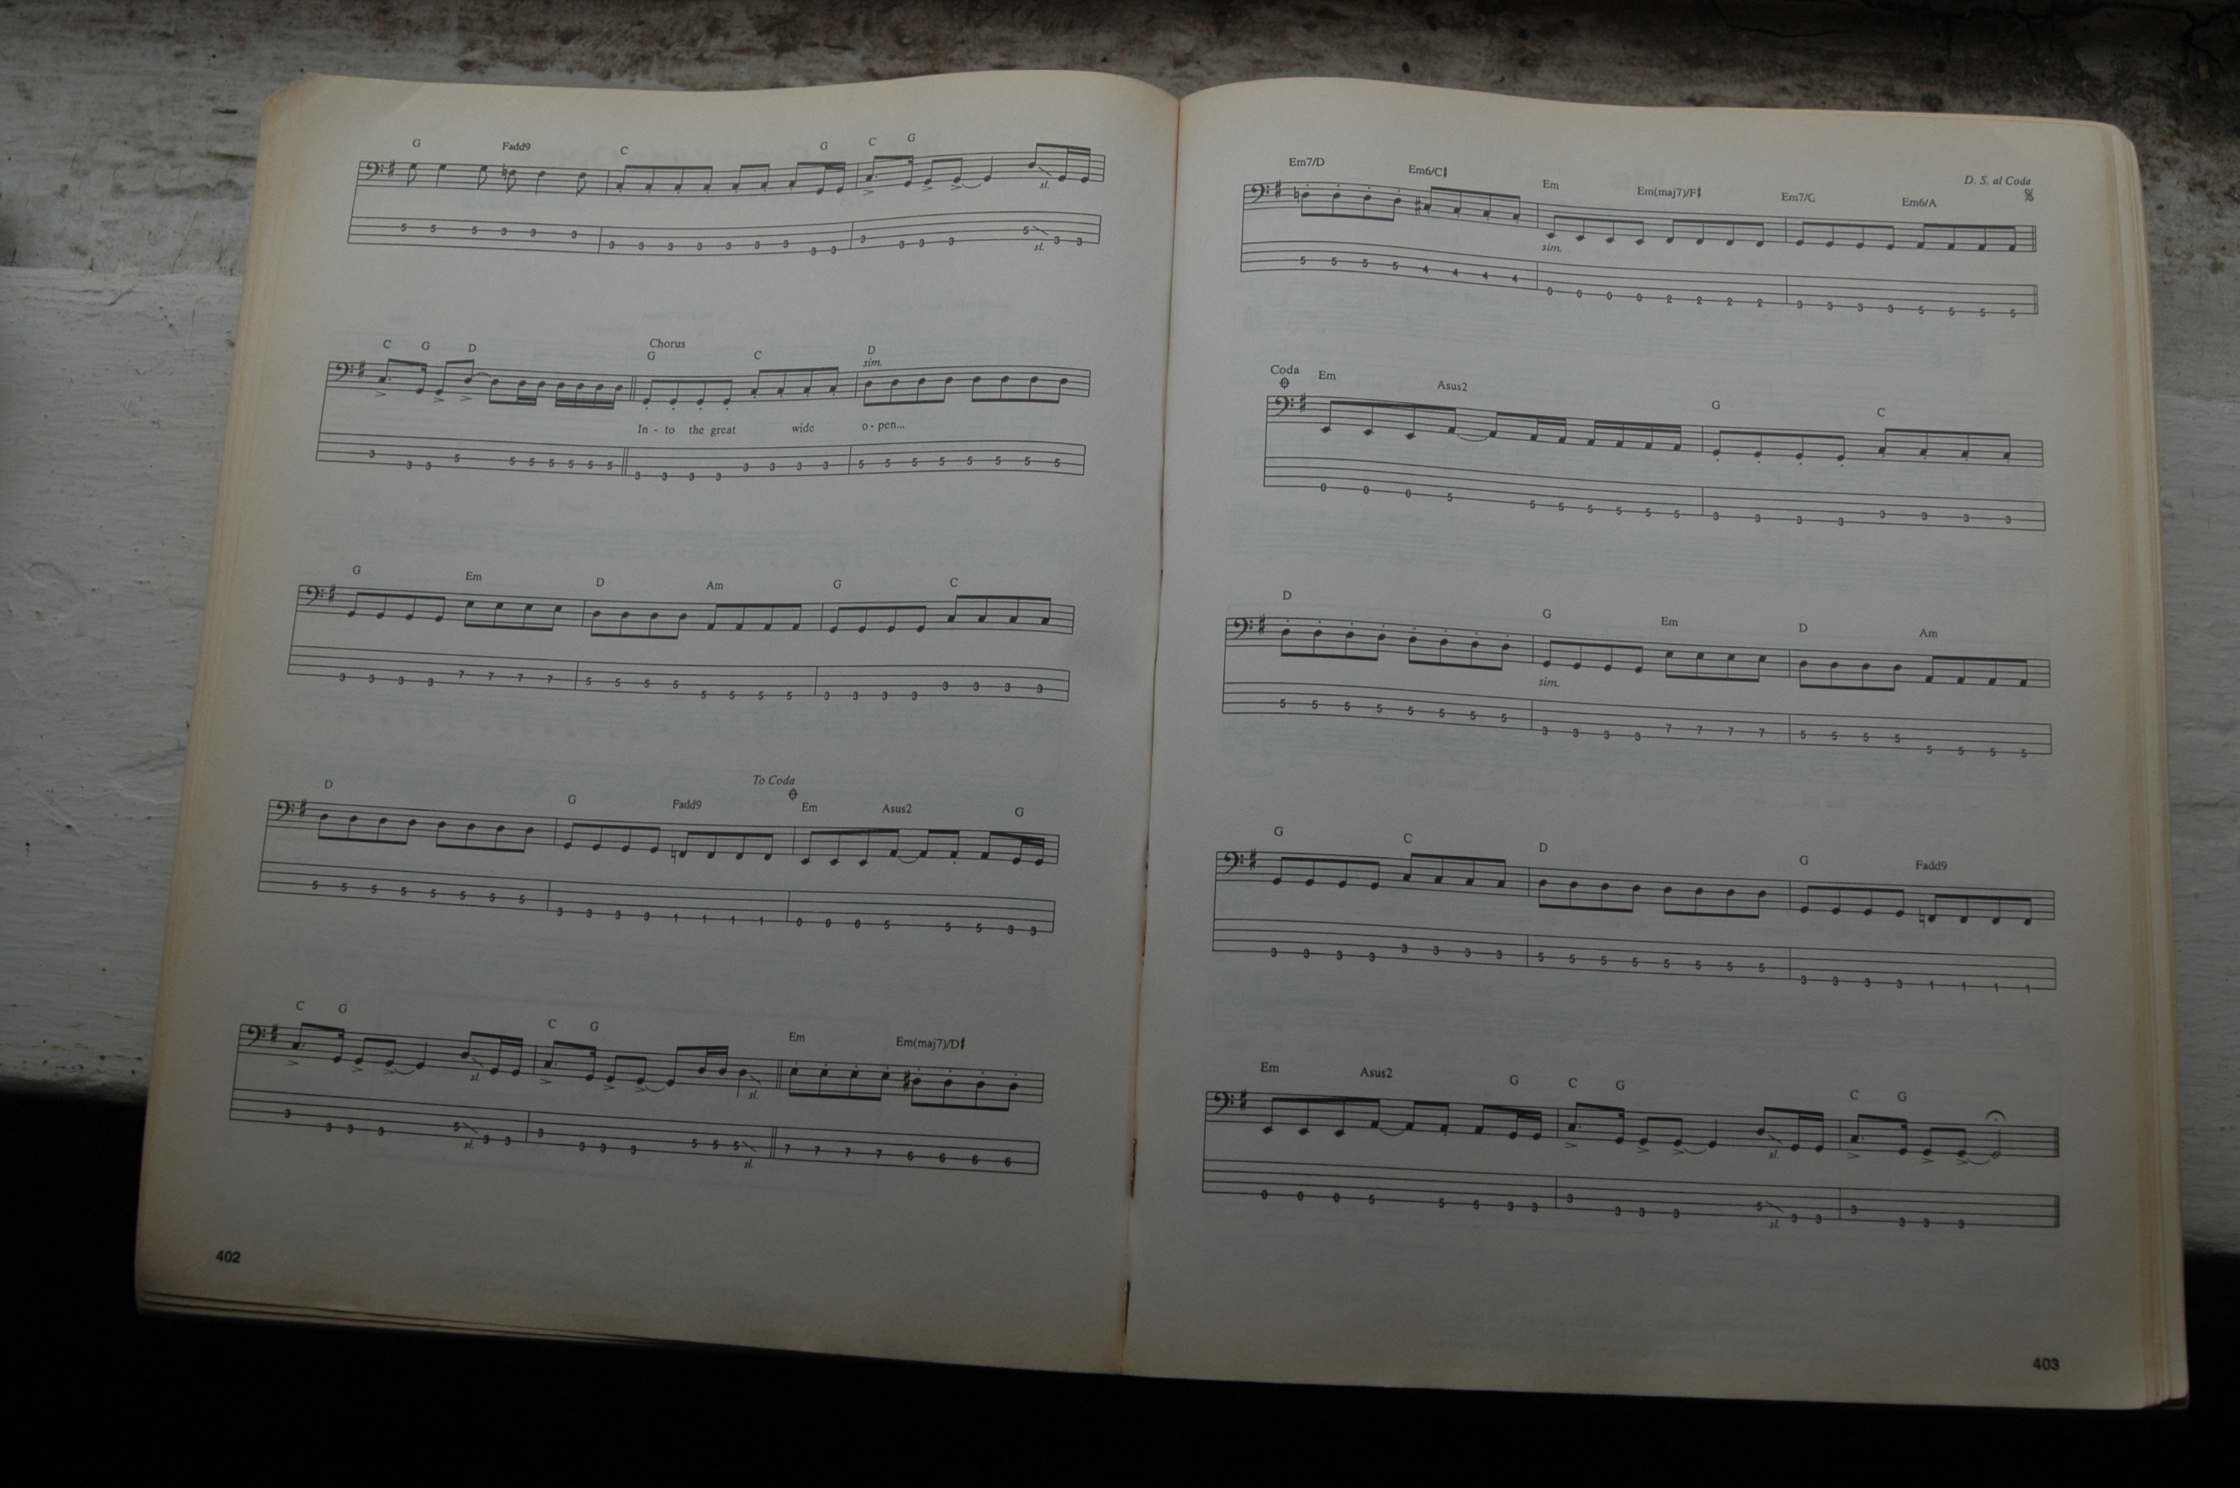 G Fadd9 C G C G
sl.
5 5 5 3 3 3 3 3 3 3 3 3 3 3 3 3 3 3 3 5 3 3
sl.
C G D Chorus
G C D
sim.
In - to the great wide o - pen...
3 3 3 5 5 5 5 5 5 5 3 3 3 3 3 3 3 3 5 5 5 5 5 5 5 5
G Em D Am G C
3 3 3 3 7 7 7 7 5 5 5 5 5 5 5 5 3 3 3 3 3 3 3 3
To Coda
D G Fadd9 Em Asus2 G
5 5 5 5 5 5 5 5 3 3 3 3 1 1 1 1 0 0 0 5 5 5 3 3
C G C G Em Em(maj7)/D♯
sl. sl.
3 3 3 3 5 3 3 3 3 3 3 5 5 5 7 7 7 7 6 6 6 6
sl. sl.
402
D. S. al Coda
Em7/D Em6/C♯ Em Em(maj7)/F♯ Em7/G Em6/A
sim.
5 5 5 5 4 4 4 4 0 0 0 0 2 2 2 2 3 3 3 3 5 5 5 5
Coda Em Asus2 G C
0 0 0 5 5 5 5 5 5 5 3 3 3 3 3 3 3 3
D G Em D Am
sim.
5 5 5 5 5 5 5 5 3 3 3 3 7 7 7 7 5 5 5 5 5 5 5 5
G C D G Fadd9
3 3 3 3 3 3 3 3 5 5 5 5 5 5 5 5 3 3 3 3 1 1 1 1
Em Asus2 G C G C G
sl.
0 0 0 5 5 5 3 3 3 3 3 3 5 3 3 3 3 3 3
sl.
403